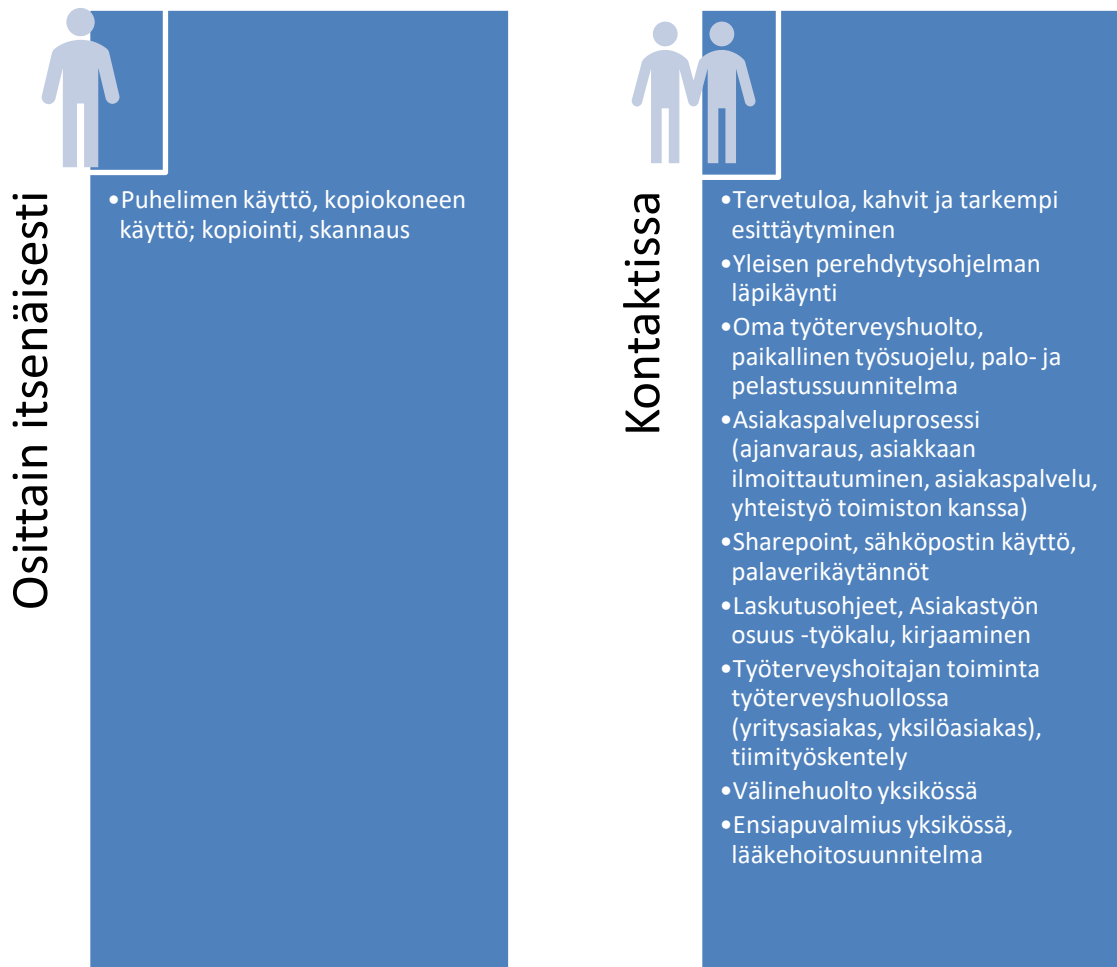 Osittain itsenäisesti
•Puhelimen käyttö, kopiokoneen
käyttö; kopiointi, skannaus
Kontaktissa
•Tervetuloa, kahvit ja tarkempi
esittäytyminen
•Yleisen perehdytysohjelman
läpikäynti
•Oma työterveyshuolto,
paikallinen työsuojelu, palo- ja
pelastussuunnitelma
•Asiakaspalveluprosessi
(ajanvaraus, asiakkaan
ilmoittautuminen, asiakaspalvelu,
yhteistyö toimiston kanssa)
•Sharepoint, sähköpostin käyttö,
palaverikäytännöt
•Laskutusohjeet, Asiakastyön
osuus -työkalu, kirjaaminen
•Työterveyshoitajan toiminta
työterveyshuollossa
(yritysasiakas, yksilöasiakas),
tiimityöskentely
•Välinehuolto yksikössä
•Ensiapuvalmius yksikössä,
lääkehoitosuunnitelma